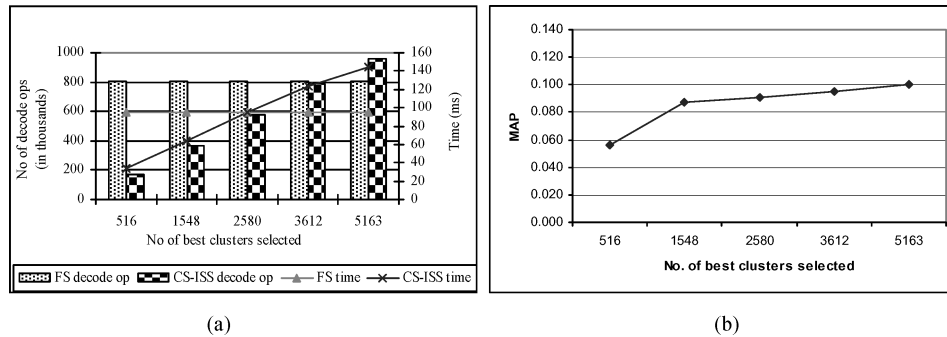 1000
800
600
400
200
0
No of decode ops
(in thousands)
160
140
120
100
80
60
40
20
0
Time (ms)
516 1548 2580 3612 5163
No of best clusters selected
FS decode op CS-ISS decode op FS time CS-ISS time
(a)
0.140
0.120
0.100
0.080
0.060
0.040
0.020
0.000
MAP
516 1548 2580 3612 5163
No. of best clusters selected
(b)